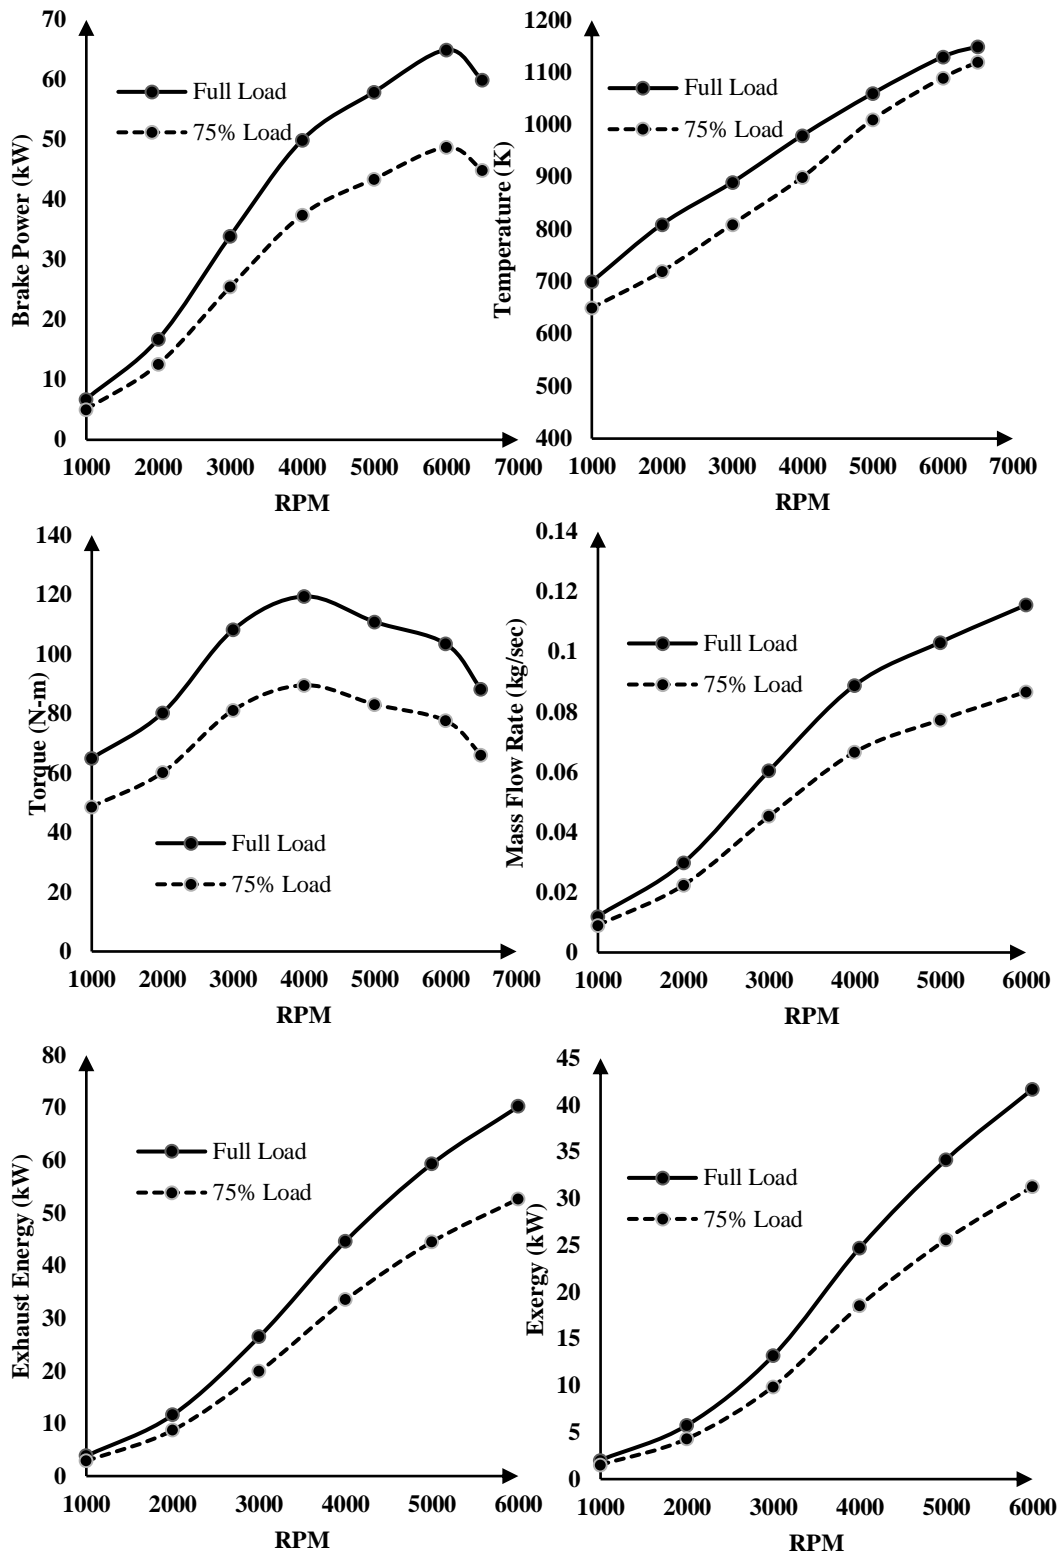 70
60
50
40
30
20
10
0
Brake Power (kW)
Full Load
75% Load
1000 2000 3000 4000 5000 6000 7000
RPM
1200
1100
1000
900
800
700
600
500
400
Temperature (K)
Full Load
75% Load
1000 2000 3000 4000 5000 6000 7000
RPM
140
120
100
80
60
40
20
0
Torque (N-m)
Full Load
75% Load
1000 2000 3000 4000 5000 6000 7000
RPM
0.14
0.12
0.1
0.08
0.06
0.04
0.02
0
Mass Flow Rate (kg/sec)
Full Load
75% Load
1000 2000 3000 4000 5000 6000
RPM
80
70
60
50
40
30
20
10
0
Exhaust Energy (kW)
Full Load
75% Load
1000 2000 3000 4000 5000 6000
RPM
45
40
35
30
25
20
15
10
5
0
Exergy (kW)
Full Load
75% Load
1000 2000 3000 4000 5000 6000
RPM